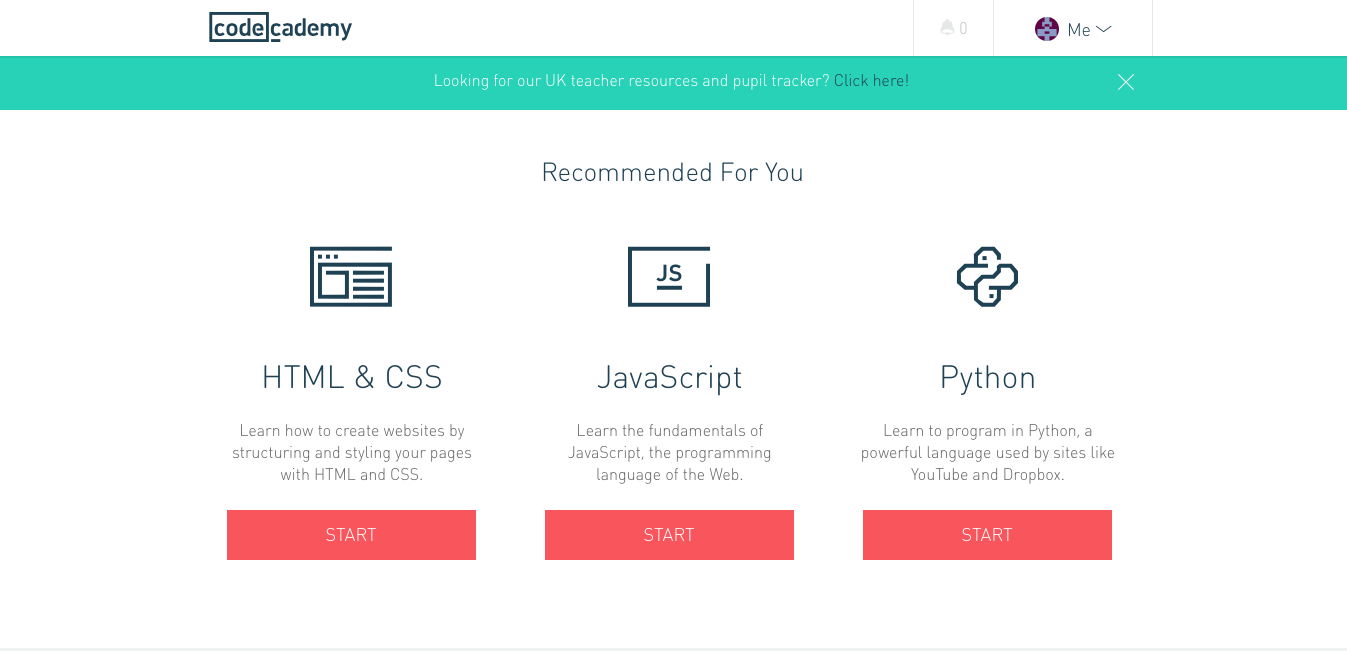 codecademy
0
Me
Looking for our UK teacher resources and pupil tracker? Click here!
Recommended For You
JS
HTML & CSS
Learn how to create websites by
structuring and styling your pages
with HTML and CSS.
START
JavaScript
Learn the fundamentals of
JavaScript, the programming
language of the Web.
START
Python
Learn to program in Python, a
powerful language used by sites like
YouTube and Dropbox.
START